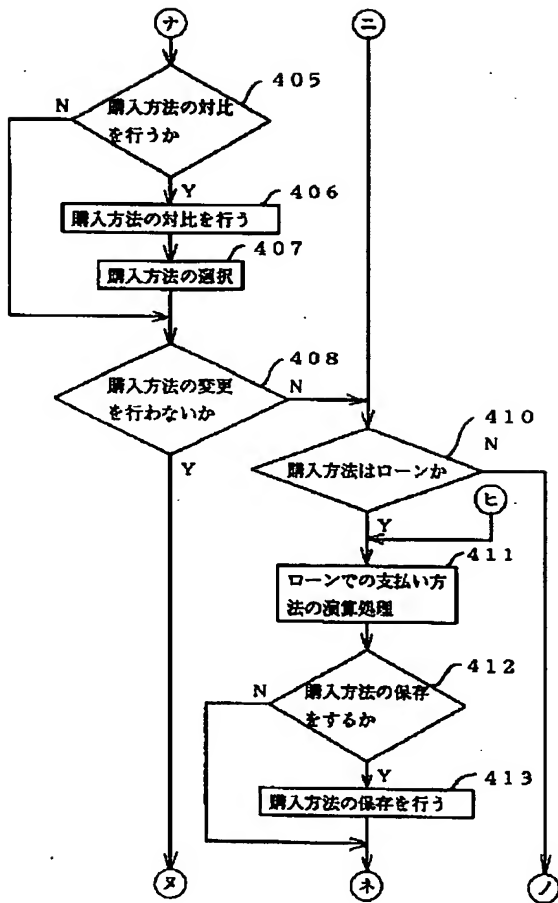 ナ
ニ
405
N
購入方法の対比
を行うか
Y
406
購入方法の対比を行う
407
購入方法の選択
408
購入方法の変更
を行わないか
N
Y
410
N
購入方法はローンか
ヒ
Y
411
ローンでの支払い方
法の演算処理
412
N
購入方法の保存
をするか
Y
413
購入方法の保存を行う
ヌ
ネ
ノ